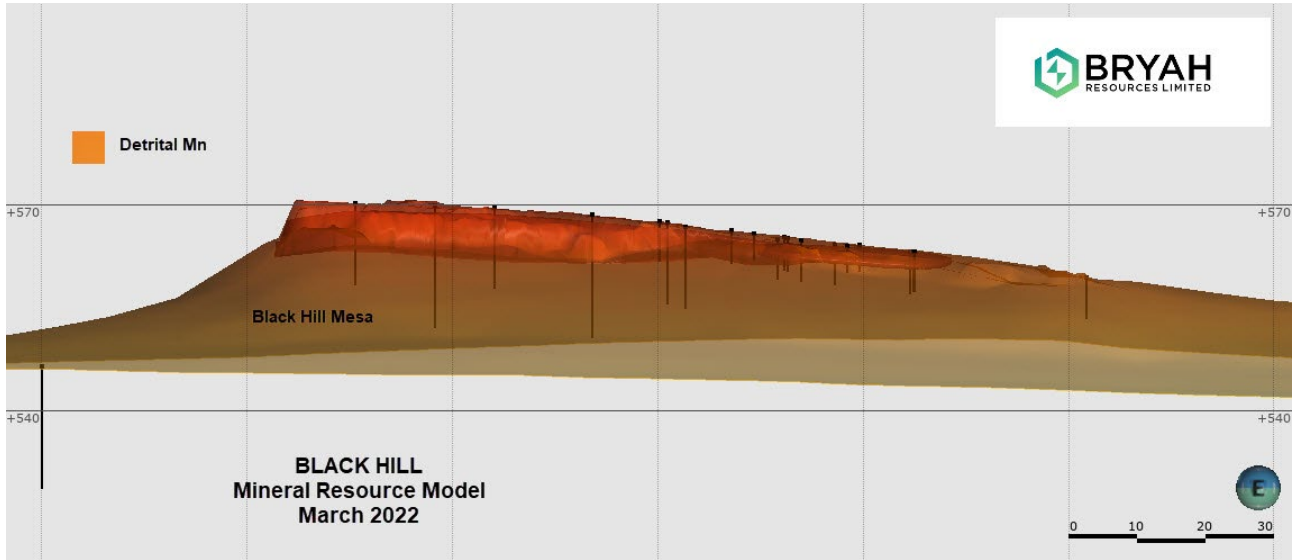 BRYAH
RESOURCES LIMITED
Detrital Mn
+570
+570
Black Hill Mesa
+540
+540
BLACK HILL
Mineral Resource Model
March 2022
E
0 10 20 30